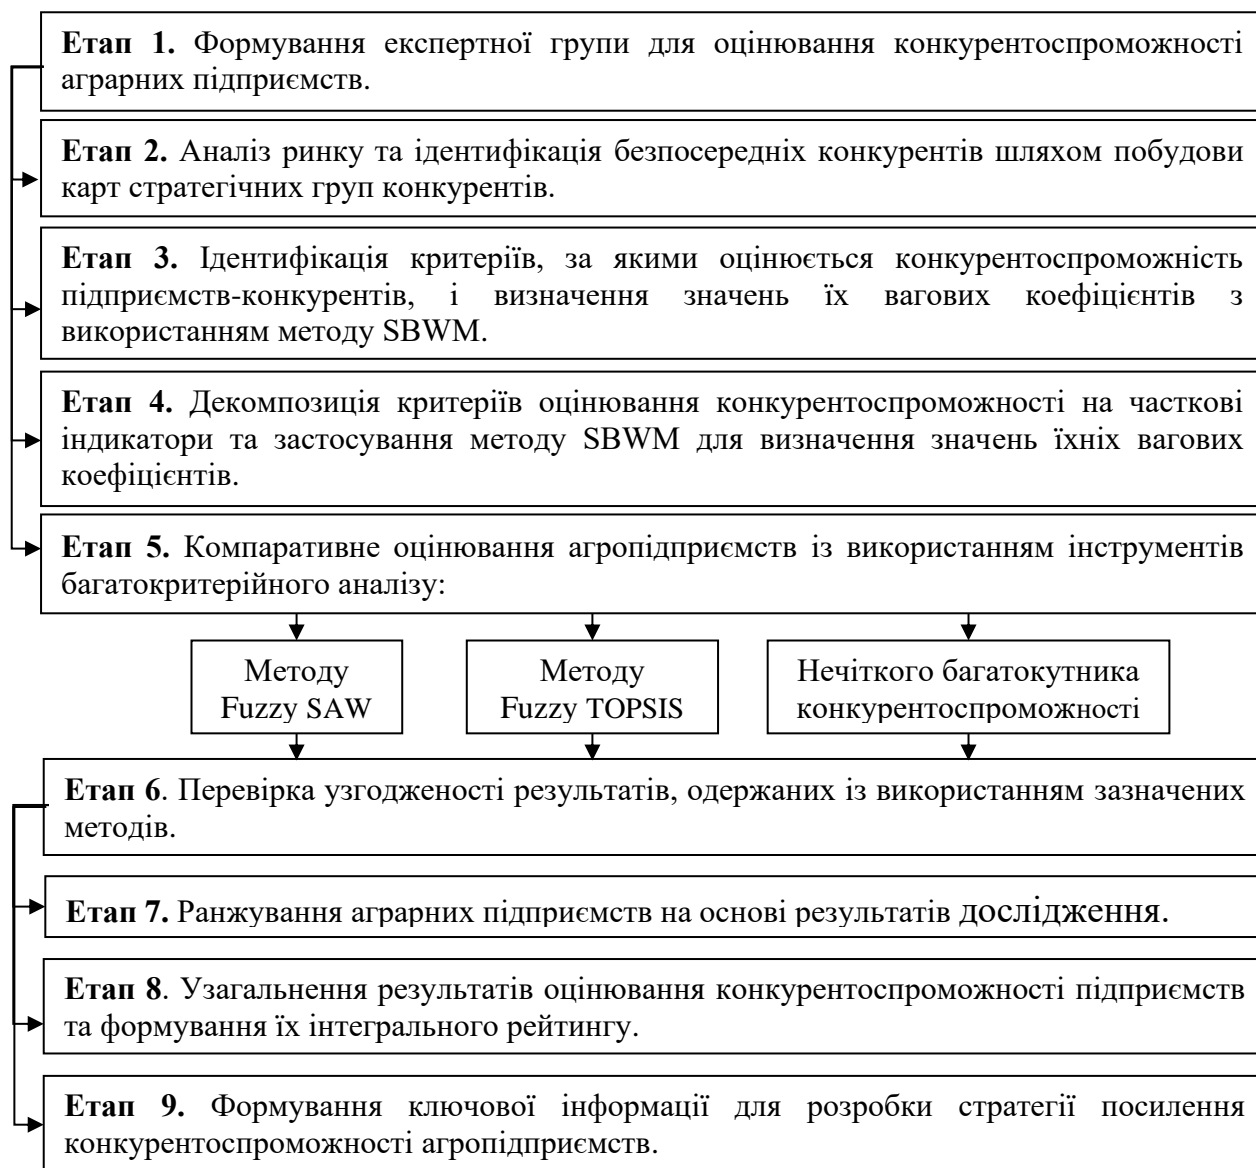 Етап 1. Формування експертної групи для оцінювання конкурентоспроможності
аграрних підприємств.
Етап 2. Аналіз ринку та ідентифікація безпосередніх конкурентів шляхом побудови
карт стратегічних груп конкурентів.
Етап 3. Ідентифікація критеріїв, за якими оцінюється конкурентоспроможність
підприємств-конкурентів, і визначення значень їх вагових коефіцієнтів з
використанням методу SBWM.
Етап 4. Декомпозиція критеріїв оцінювання конкурентоспроможності на часткові
індикатори та застосування методу SBWM для визначення значень їхніх вагових
коефіцієнтів.
Етап 5. Компаративне оцінювання агропідприємств із використанням інструментів
багатокритерійного аналізу:
Методу
Fuzzy SAW
Методу
Fuzzy TOPSIS
Нечіткого багатокутника
конкурентоспроможності
Етап 6. Перевірка узгодженості результатів, одержаних із використанням зазначених
методів.
Етап 7. Ранжування аграрних підприємств на основі результатів дослідження.
Етап 8. Узагальнення результатів оцінювання конкурентоспроможності підприємств
та формування їх інтегрального рейтингу.
Етап 9. Формування ключової інформації для розробки стратегії посилення
конкурентоспроможності агропідприємств.